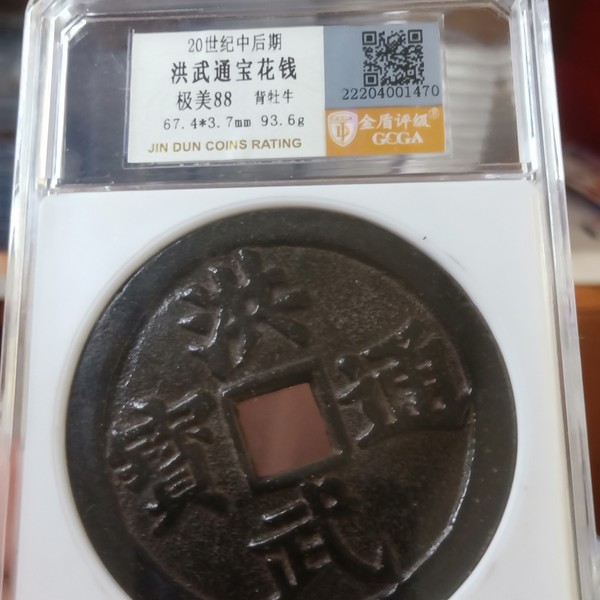 20世纪中后期
洪武通宝花钱
极美88 背牡牛
67.4*3.7mm 93.6g
JIN DUN COINS RATING
22204001470
金盾评级
GCGA
洪武通寳